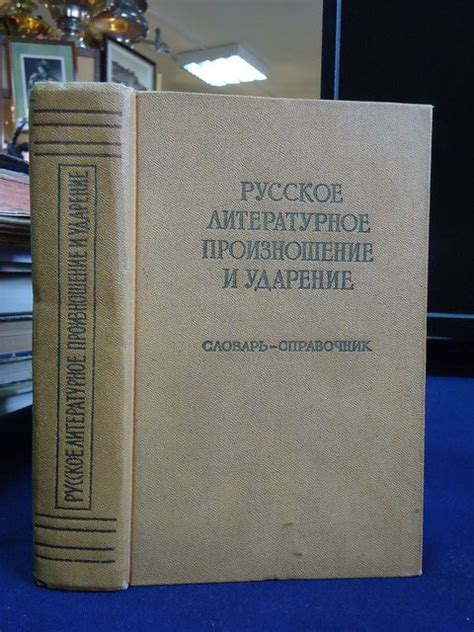 РУССКОЕ ЛИТЕРАТУРНОЕ ПРОИЗНОШЕНИЕ И УДАРЕНИЕ
РУССКОЕ
ЛИТЕРАТУРНОЕ
ПРОИЗНОШЕНИЕ
И УДАРЕНИЕ
СЛОВАРЬ-СПРАВОЧНИК